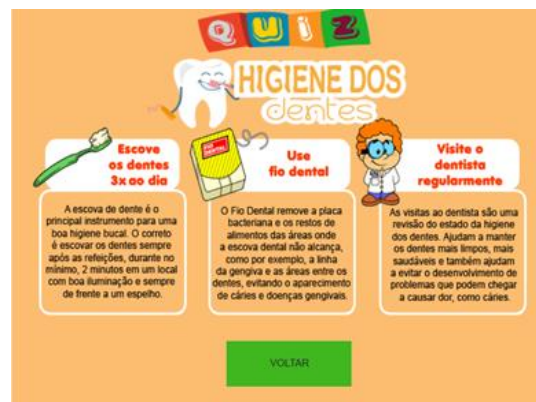 QUIZ
HIGIENE DOS
dentes
Escove
os dentes
3x ao dia
A escova de dente é o
principal instrumento para uma
boa higiene bucal. O correto
é escovar os dentes sempre
após as refeições, durante no
mínimo, 2 minutos em um local
com boa iluminação e sempre
de frente a um espelho.
FIO
DENTAL
Use
fio dental
O Fio Dental remove a placa
bacteriana e os restos de
alimentos das áreas onde
a escova dental não alcança,
como por exemplo, a linha
da gengiva e as áreas entre os
dentes, evitando o aparecimento
de cáries e doenças gengivais.
Visite o
dentista
regularmente
As visitas ao dentista são uma
revisão do estado da higiene
dos dentes. Ajudam a manter
os dentes mais limpos, mais
saudáveis e também ajudam
a evitar o desenvolvimento de
problemas que podem chegar
a causar dor, como cáries.
VOLTAR